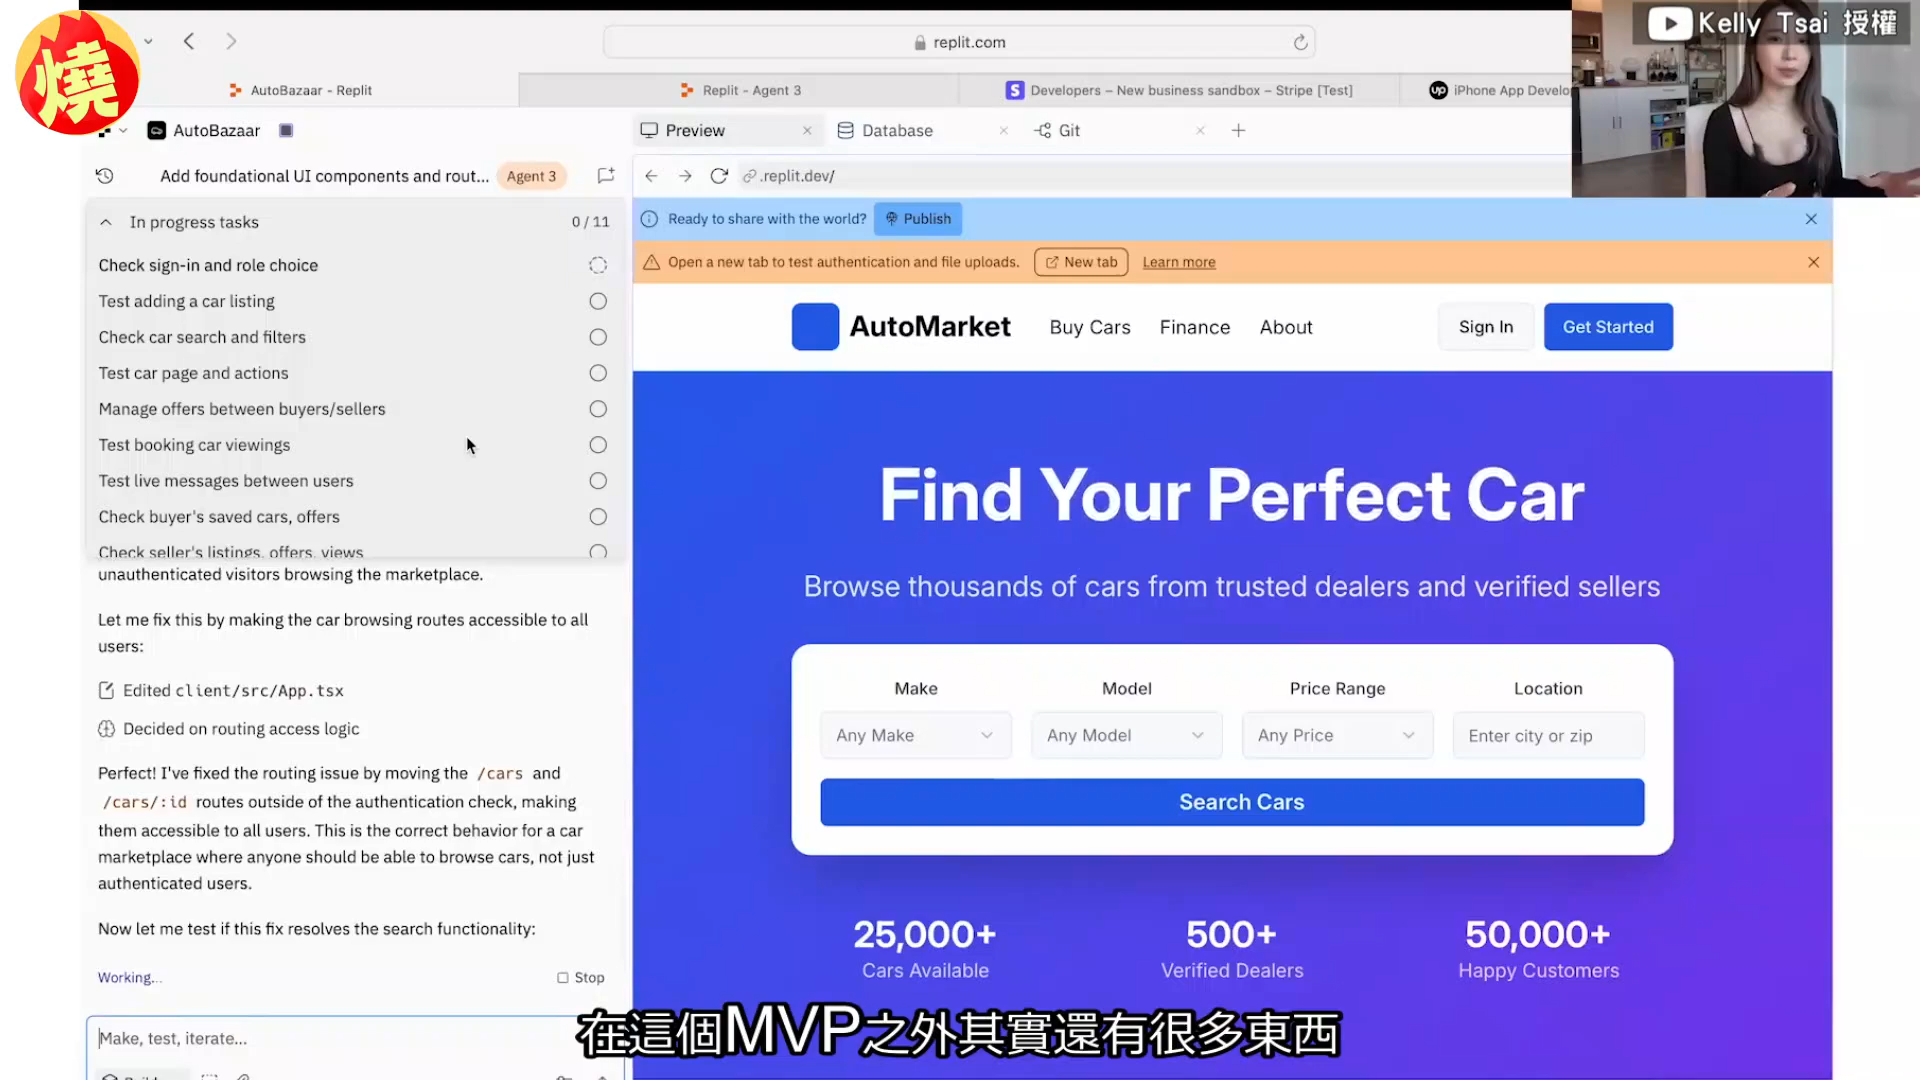 燒
replit.com
Kelly Tsai 授權
AutoBazaar - Replit
Replit - Agent 3
Developers – New business sandbox – Stripe [Test]
up
iPhone App Develo
AutoBazaar
Preview
Database
Git
Add foundational UI components and rout...
Agent 3
.replit.dev/
In progress tasks
0 / 11
Ready to share with the world?
Publish
Check sign-in and role choice
Open a new tab to test authentication and file uploads.
New tab
Learn more
Test adding a car listing
Check car search and filters
Test car page and actions
Manage offers between buyers/sellers
Test booking car viewings
Test live messages between users
Check buyer's saved cars, offers
Check seller's listings, offers, views
unauthenticated visitors browsing the marketplace.
Let me fix this by making the car browsing routes accessible to all
users:
Edited client/src/App.tsx
Decided on routing access logic
Perfect! I've fixed the routing issue by moving the /cars and
/cars/:id routes outside of the authentication check, making
them accessible to all users. This is the correct behavior for a car
marketplace where anyone should be able to browse cars, not just
authenticated users.
Now let me test if this fix resolves the search functionality:
Working...
Stop
Make, test, iterate...
AutoMarket
Buy Cars
Finance
About
Sign In
Get Started
Find Your Perfect Car
Browse thousands of cars from trusted dealers and verified sellers
Make
Model
Price Range
Location
Any Make
Any Model
Any Price
Enter city or zip
Search Cars
25,000+
500+
50,000+
Cars Available
Verified Dealers
Happy Customers
在這個MVP之外其實還有很多東西